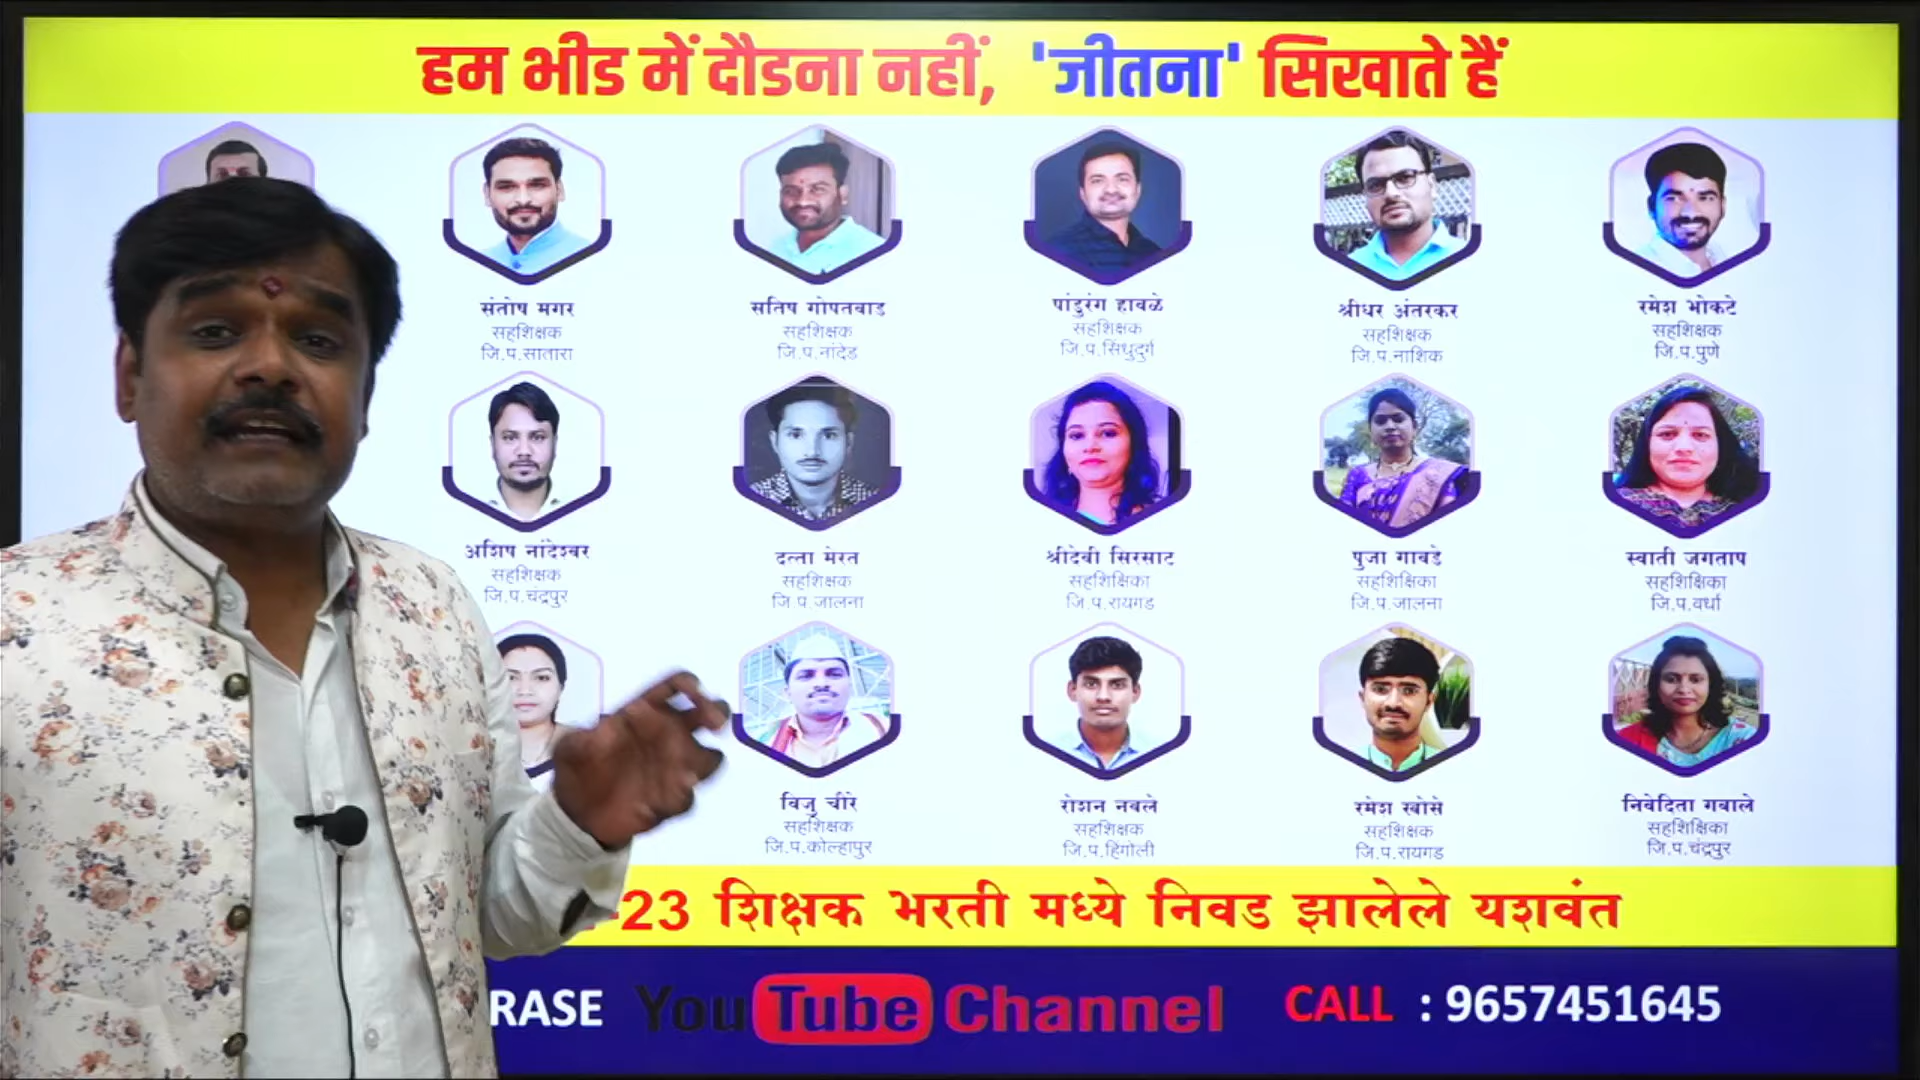 हम भीड में दौडना नहीं, 'जीतना' सिखाते हैं
संतोष मगर
सहशिक्षक
जि.प.सातारा
सतिष गोपतवाड
सहशिक्षक
जि.प.नांदेड
पांडुरंग हावळे
सहशिक्षक
जि.प.सिंधुदुर्ग
श्रीधर अंतरकर
सहशिक्षक
जि.प.नाशिक
रमेश भोकटे
सहशिक्षक
जि.प.पुणे
अशिष नांदेश्वर
सहशिक्षक
जि.प.चंद्रपुर
दत्ता मेरत
सहशिक्षक
जि.प.जालना
श्रीदेवी सिरसाट
सहशिक्षिका
जि.प.रायगड
पुजा गावडे
सहशिक्षिका
जि.प.जालना
स्वाती जगताप
सहशिक्षिका
जि.प.वर्धा
विजु चौरे
सहशिक्षक
जि.प.कोल्हापुर
रोशन नवले
सहशिक्षक
जि.प.हिंगोली
रमेश खोसे
सहशिक्षक
जि.प.रायगड
निवेदिता गबाले
सहशिक्षिका
जि.प.चंद्रपुर
-23 शिक्षक भरती मध्ये निवड झालेले यशवंत
RASE YouTube Channel CALL : 9657451645